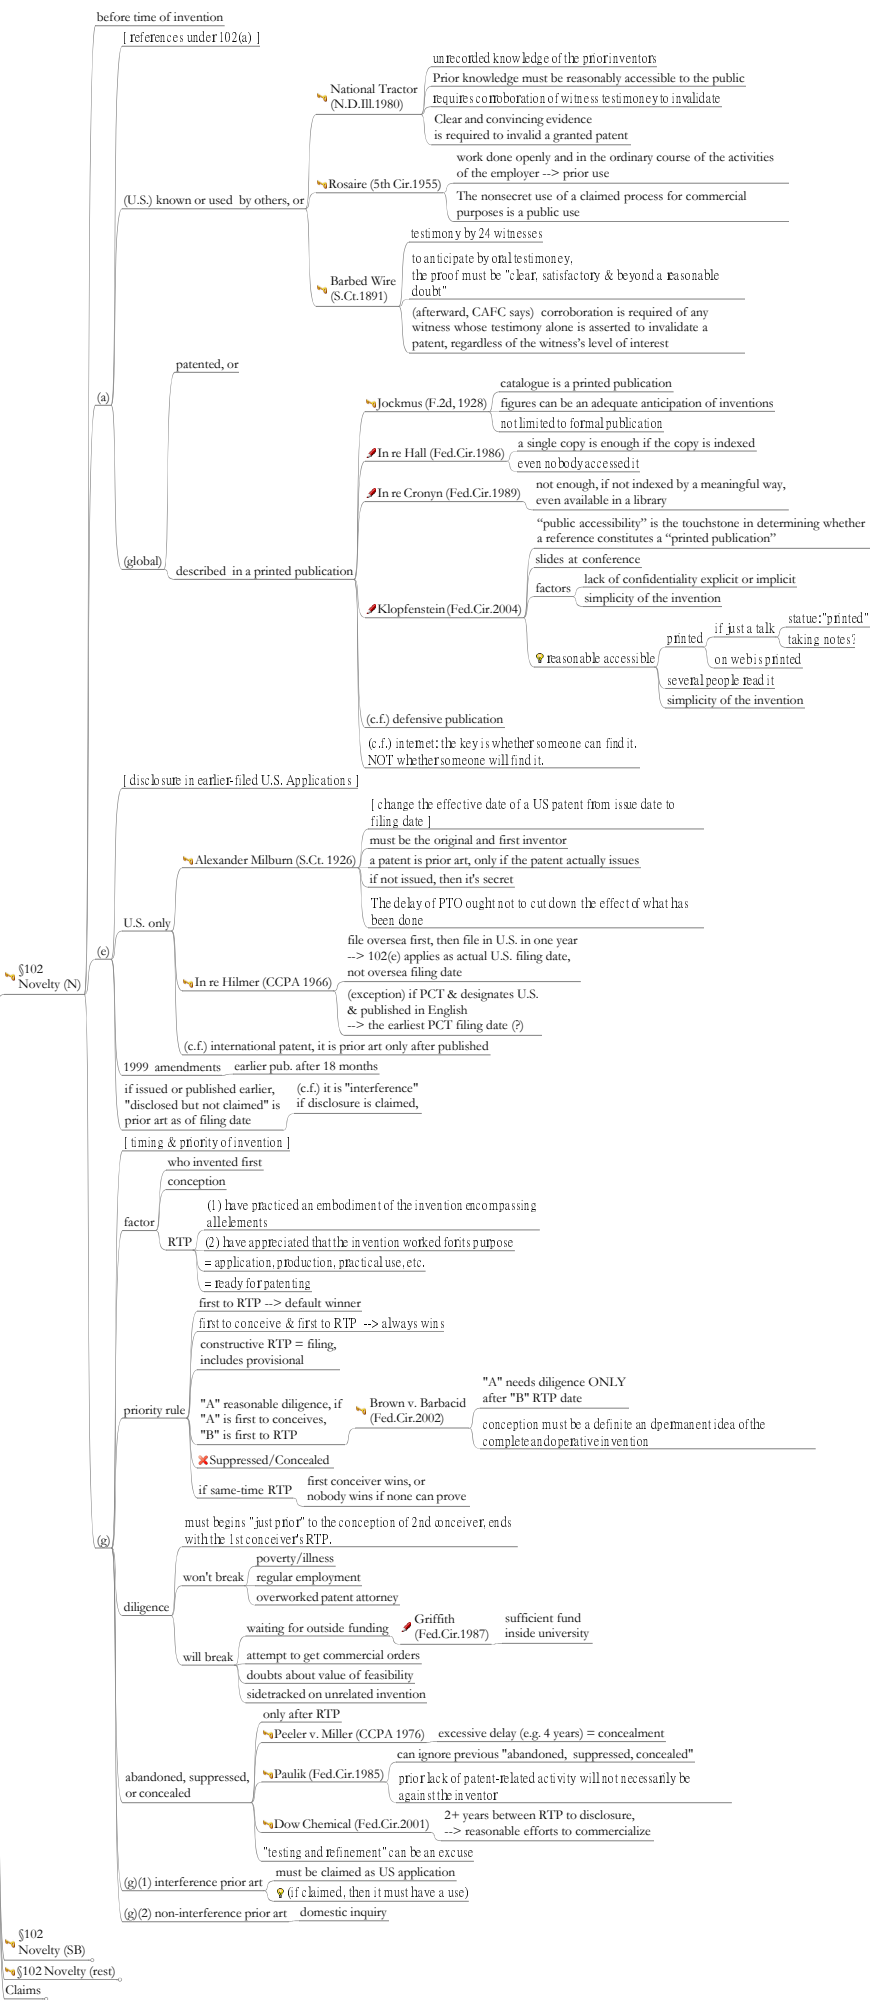 before time of invention
[ references under 102(a) ]
unrecorded knowledge of the prior inventors
National Tractor
(N.D.Ill.1980)
Prior knowledge must be reasonably accessible to the public
requires corroboration of witness testimoney to invalidate
Clear and convincing evidence
is required to invalid a granted patent
(U.S.) known or used by others, or
Rosaire (5th Cir.1955)
work done openly and in the ordinary course of the activities
of the employer --> prior use
The nonsecret use of a claimed process for commercial
purposes is a public use
testimony by 24 witnesses
Barbed Wire
(S.Ct.1891)
to anticipate by oral testimoney,
the proof must be "clear, satisfactory & beyond a reasonable
doubt"
(afterward, CAFC says) corroboration is required of any
witness whose testimony alone is asserted to invalidate a
patent, regardless of the witness's level of interest
(a)
patented, or
(global)
described in a printed publication
Jockmus (F.2d, 1928)
catalogue is a printed publication
figures can be an adequate anticipation of inventions
not limited to formal publication
In re Hall (Fed.Cir.1986)
a single copy is enough if the copy is indexed
even nobody accessed it
In re Cronyn (Fed.Cir.1989)
not enough, if not indexed by a meaningful way,
even available in a library
Klopfenstein (Fed.Cir.2004)
“public accessibility” is the touchstone in determining whether
a reference constitutes a “printed publication”
slides at conference
factors
lack of confidentiality explicit or implicit
simplicity of the invention
reasonable accessible
printed
if just a talk
statue: "printed"
taking notes?
on web is printed
several people read it
simplicity of the invention
(c.f.) defensive publication
(c.f.) internet: the key is whether someone can find it.
NOT whether someone will find it.
[ disclosure in earlier-filed U.S. Applications ]
§102
Novelty (N)
(e)
U.S. only
Alexander Milburn (S.Ct. 1926)
[ change the effective date of a US patent from issue date to
filing date ]
must be the original and first inventor
a patent is prior art, only if the patent actually issues
if not issued, then it's secret
The delay of PTO ought not to cut down the effect of what has
been done
In re Hilmer (CCPA 1966)
file oversea first, then file in U.S. in one year
--> 102(e) applies as actual U.S. filing date,
not oversea filing date
(exception) if PCT & designates U.S.
& published in English
--> the earliest PCT filing date (?)
(c.f.) international patent, it is prior art only after published
1999 amendments
earlier pub. after 18 months
if issued or published earlier,
"disclosed but not claimed" is
prior art as of filing date
(c.f.) it is "interference"
if disclosure is claimed,
[ timing & priority of invention ]
factor
who invented first
conception
RTP
(1) have practiced an embodiment of the invention encompassing
all elements
(2) have appreciated that the invention worked for its purpose
= application, production, practical use, etc.
= ready for patenting
priority rule
first to RTP --> default winner
first to conceive & first to RTP --> always wins
constructive RTP = filing,
includes provisional
"A" reasonable diligence, if
"A" is first to conceives,
"B" is first to RTP
Brown v. Barbacid
(Fed.Cir.2002)
"A" needs diligence ONLY
after "B" RTP date
conception must be a definite an dpermanent idea of the
complete and operative invention
Suppressed/Concealed
if same-time RTP
first conceiver wins, or
nobody wins if none can prove
(g)
diligence
must begins "just prior" to the conception of 2nd conceiver, ends
with the 1st conceiver's RTP.
won't break
poverty/illness
regular employment
overworked patent attorney
will break
waiting for outside funding
Griffith
(Fed.Cir.1987)
sufficient fund
inside university
attempt to get commercial orders
doubts about value of feasibility
sidetracked on unrelated invention
abandoned, suppressed,
or concealed
only after RTP
Peeler v. Miller (CCPA 1976)
excessive delay (e.g. 4 years) = concealment
Paulik (Fed.Cir.1985)
can ignore previous "abandoned, suppressed, concealed"
prior lack of patent-related activity will not necessarily be
against the inventor
Dow Chemical (Fed.Cir.2001)
2+ years between RTP to disclosure,
--> reasonable efforts to commercialize
"testing and refinement" can be an excuse
(g)(1) interference prior art
must be claimed as US application
(if claimed, then it must have a use)
(g)(2) non-interference prior art
domestic inquiry
§102
Novelty (SB)
§102 Novelty (rest)
Claims